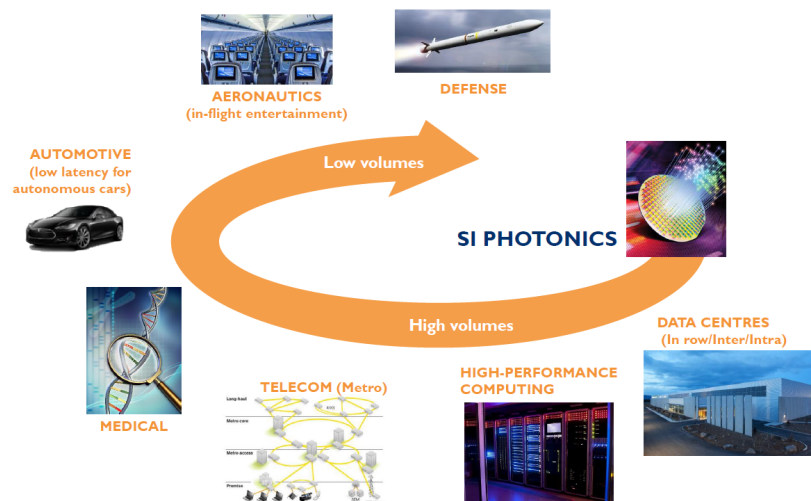 AERONAUTICS
(in-flight entertainment)
DEFENSE
AUTOMOTIVE
(low latency for
autonomous cars)
Low volumes
SI PHOTONICS
High volumes
DATA CENTRES
(In row/Inter/Intra)
HIGH-PERFORMANCE
COMPUTING
TELECOM (Metro)
Long-haul
Metro-core
Metro-access
Premise
MEDICAL